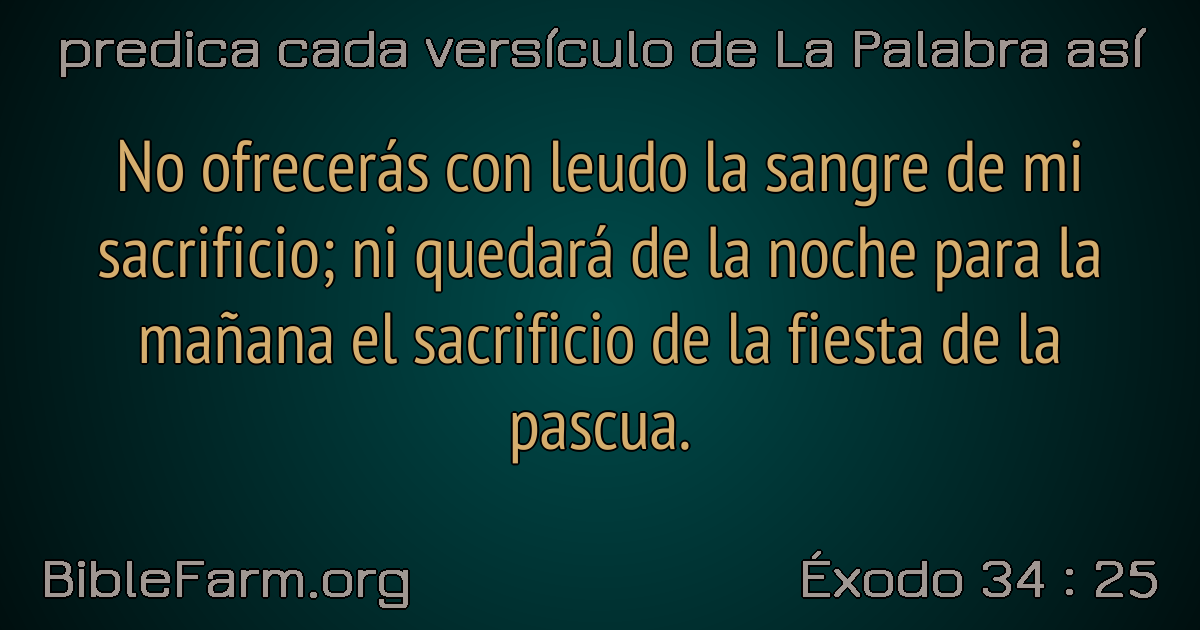 predica cada versículo de La Palabra así
No ofrecerás con leudo la sangre de mi
sacrificio; ni quedará de la noche para la
mañana el sacrificio de la fiesta de la
pascua.
BibleFarm.org
Éxodo 34 : 25